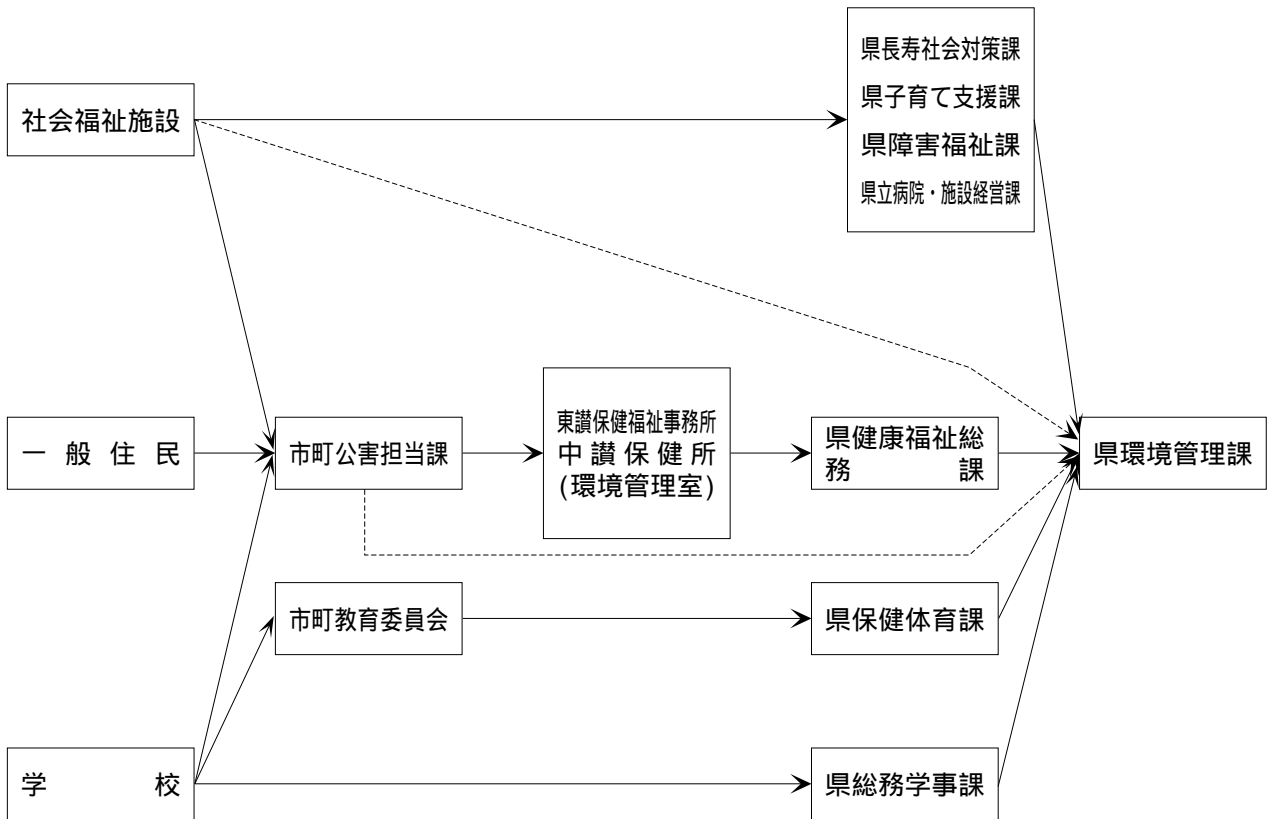 県長寿社会対策課
県子育て支援課
県障害福祉課
県立病院・施設経営課
社会福祉施設
一般住民
市町公害担当課
東讃保健福祉事務所
中讃保健所
(環境管理室)
県健康福祉総
務課
県環境管理課
市町教育委員会
県保健体育課
学校
県総務学事課